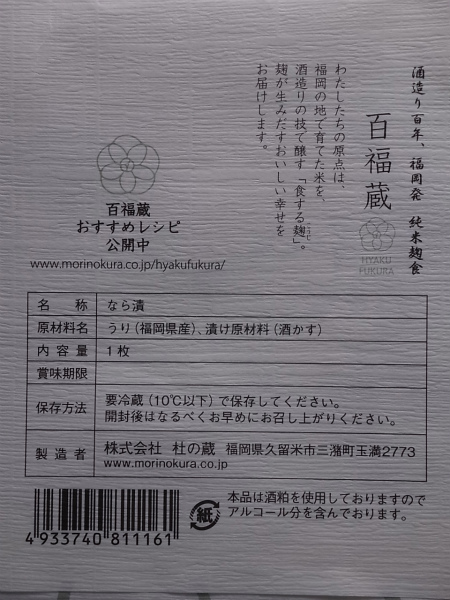 酒造り百年、福岡発 純米麹食
百福蔵
HYAKU
FUKURA
わたしたちの原点は、
福岡の地で育てた米を、
酒造りの技で醸す「食する麹」。
こうじ
麹が生みだすおいしい幸せを
お届けします。
百福蔵
おすすめレシピ
公開中
www.morinokura.co.jp/hyakufukura/
名称 なら漬
原材料名 うり(福岡県産)、漬け原材料(酒かす)
内容量 1枚
賞味期限
保存方法 要冷蔵(10℃以下)で保存してください。
開封後はなるべくお早めにお召し上がりください。
製造者 株式会社 杜の蔵 福岡県久留米市三潴町玉満2773
www.morinokura.co.jp
4933740811161
紙
本品は酒粕を使用しておりますので
アルコール分を含んでおります。